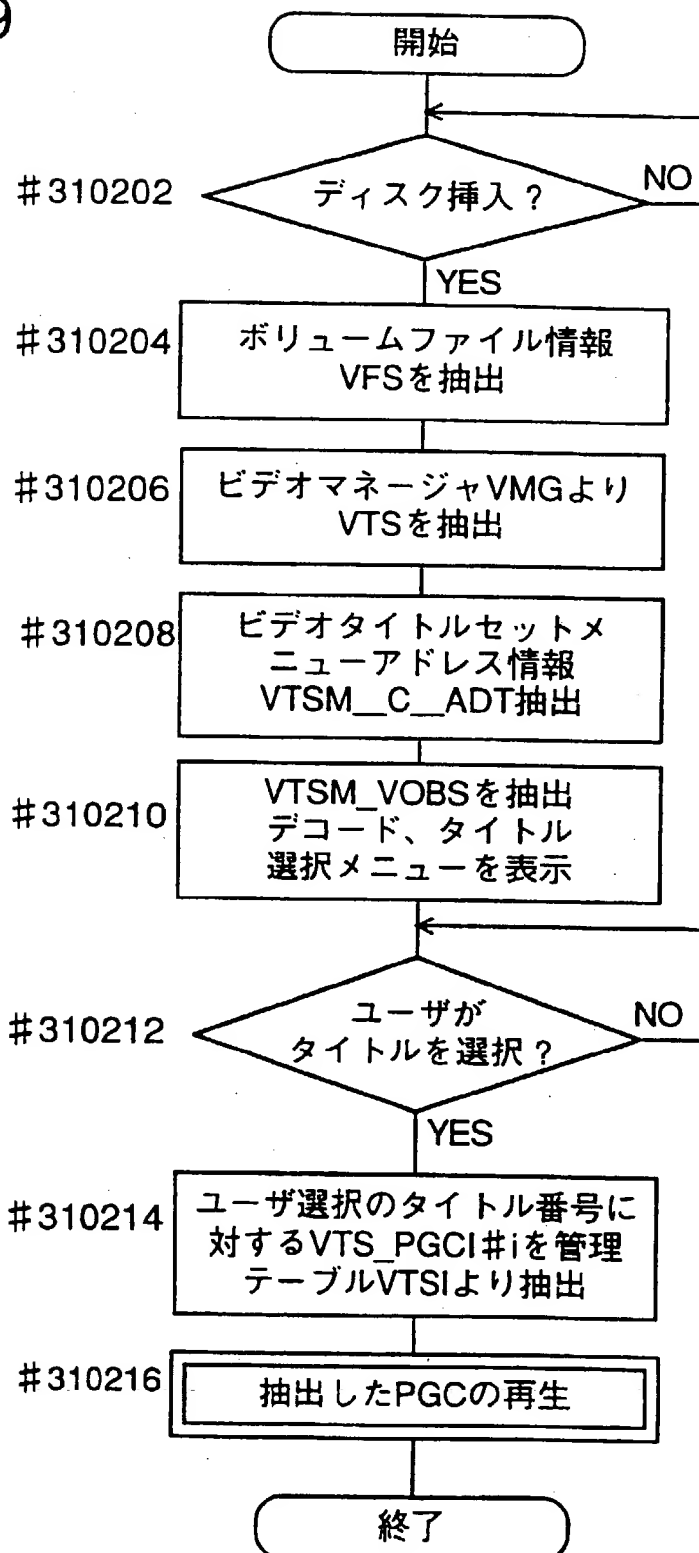 9
開始
#310202
ディスク挿入?
NO
YES
#310204
ボリュームファイル情報
VFSを抽出
#310206
ビデオマネージャVMGより
VTSを抽出
#310208
ビデオタイトルセットメ
ニューアドレス情報
VTSM__C__ADT抽出
#310210
VTSM_VOBSを抽出
デコード、タイトル
選択メニューを表示
#310212
ユーザが
タイトルを選択?
NO
YES
#310214
ユーザ選択のタイトル番号に
対するVTS_PGCI#iを管理
テーブルVTSIより抽出
#310216
抽出したPGCの再生
終了